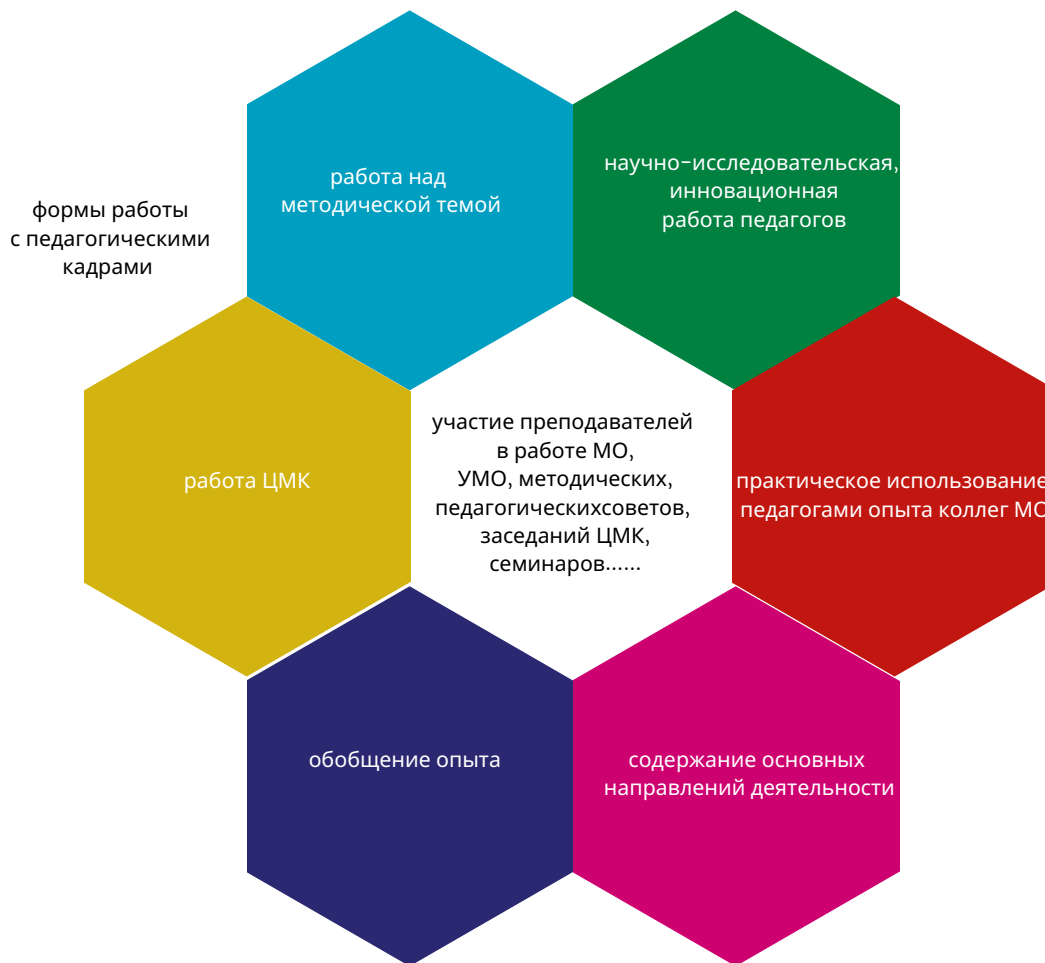 работа над
методической темой
научно-исследовательская,
инновационная
работа педагогов
формы работы
с педагогическими
кадрами
участие преподавателей
в работе МО,
УМО, методических,
педагогическихсоветов,
заседаний ЦМК,
семинаров......
работа ЦМК
практическое использование
педагогами опыта коллег МО
обобщение опыта
содержание основных
направлений деятельности